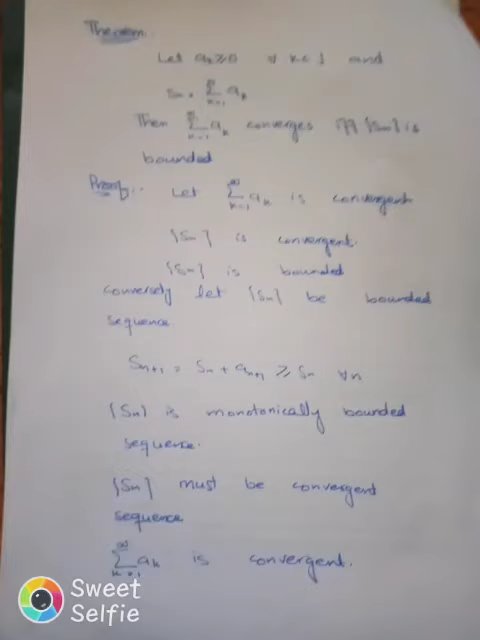 Theorem.
Let aₖ ≥ 0 ∀ k ≥ 1 and
Sn = ∑ₖ₌₁ⁿ aₖ
Then ∑ₖ₌₁^∞ aₖ converges iff {Sn} is
bounded
Proof:- Let ∑ₖ₌₁^∞ aₖ is convergent
{Sn} is convergent.
{Sn} is bounded
conversely let {Sn} be bounded
sequence.
Sn+1 = Sn + an+1 ≥ Sn ∀n
{Sn} is monotonically bounded
sequence.
{Sn} must be convergent
sequence
∑ₖ₌₁^∞ aₖ is convergent.
Sweet
Selfie